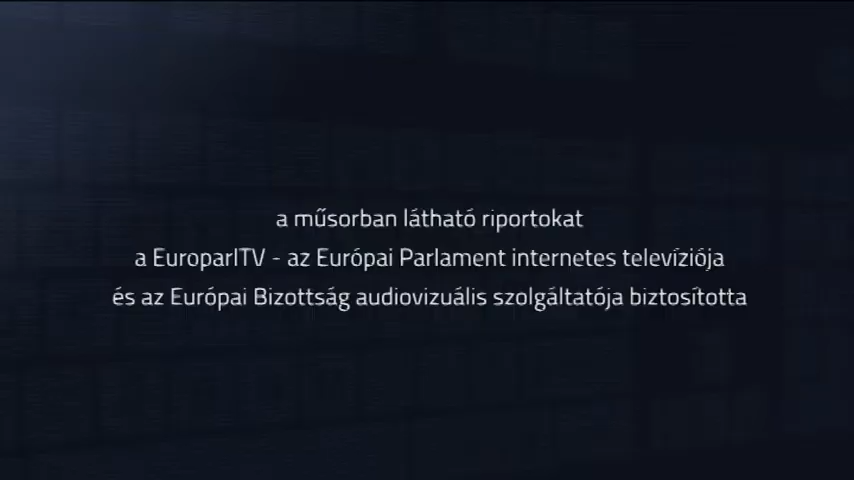 a műsorban látható riportokat
a EuroparlTV - az Európai Parlament internetes televíziója
és az Európai Bizottság audiovizuális szolgáltatója biztosította